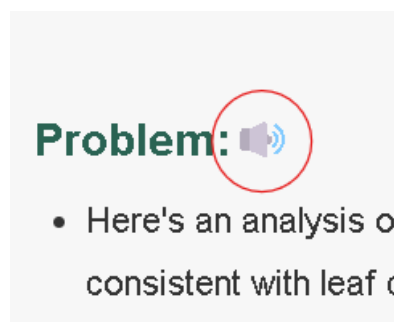 Problem:
• Here's an analysis
consistent with leaf